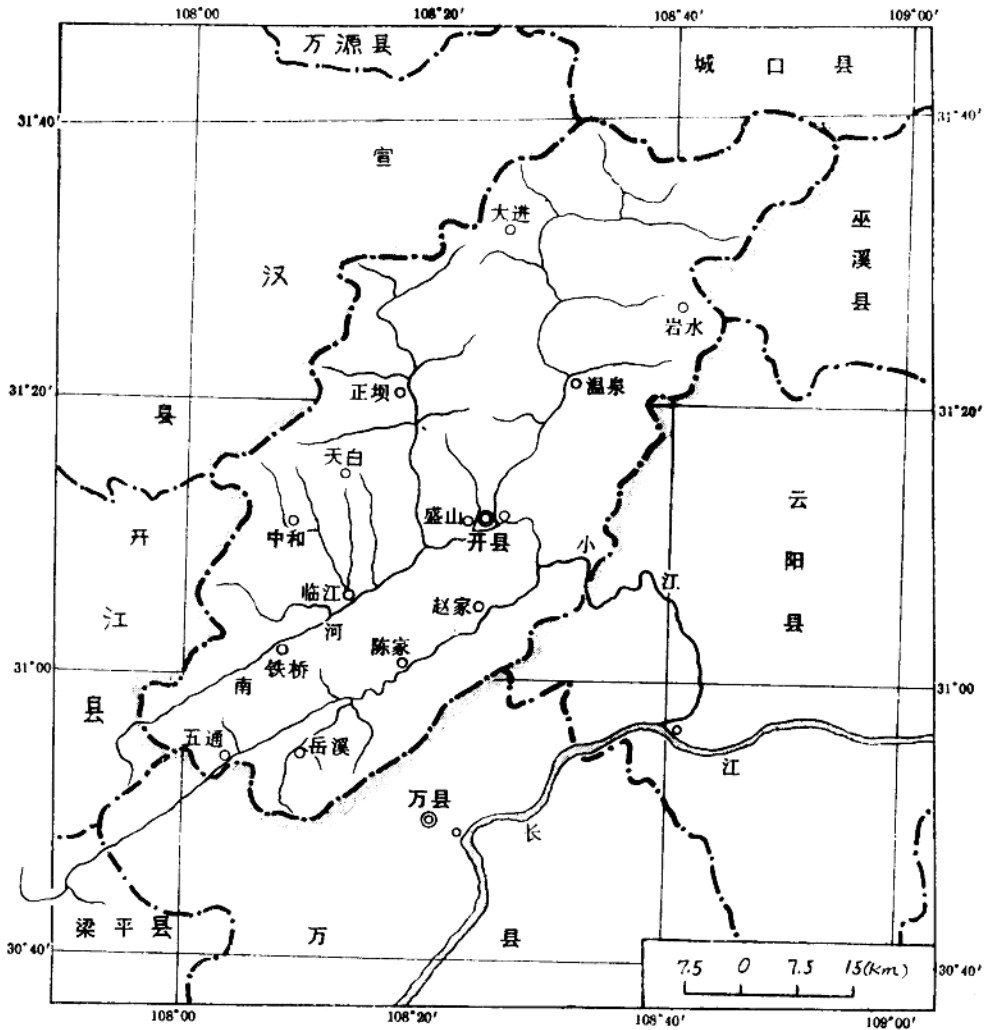 108°00′ 108°20′ 108°40′ 109°00′
万源县
城口县
31°40′ 31°40′
宣
汉
县
大进
巫溪县
岩水
31°20′ 正坝 温泉 31°20′
天白
云阳县
开江县
中和 盛山 开县
小江
临江 赵家
南河
铁桥 陈家
31°00′ 31°00′
五通 岳溪
万县
长江
梁平县
万县
30°40′ 30°40′
7.5 0 7.5 15(Km)
108°00′ 108°20′ 108°40′ 109°00′